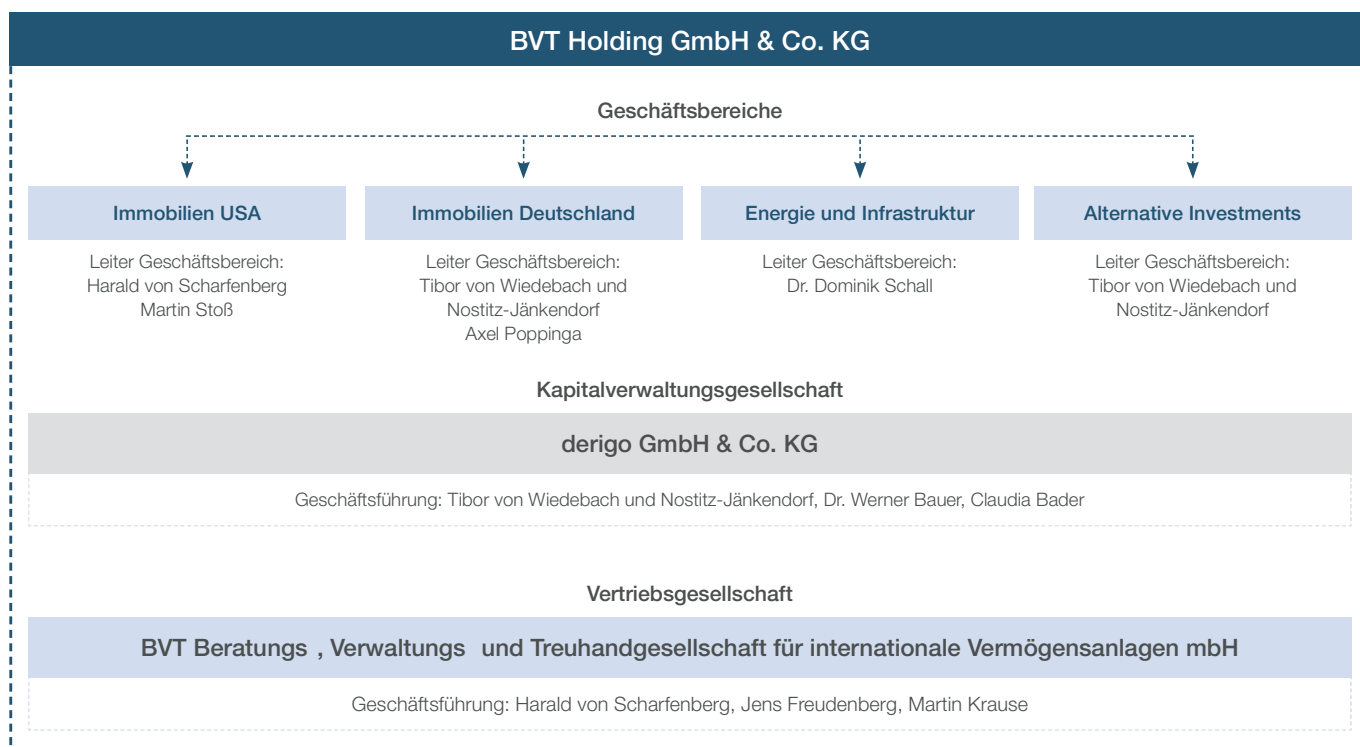 BVT Holding GmbH & Co. KG
Geschäftsbereiche
Immobilien USA
Leiter Geschäftsbereich:
Harald von Scharfenberg
Martin Stoß
Immobilien Deutschland
Leiter Geschäftsbereich:
Tibor von Wiedebach und
Nostitz-Jänkendorf
Axel Poppinga
Energie und Infrastruktur
Leiter Geschäftsbereich:
Dr. Dominik Schall
Alternative Investments
Leiter Geschäftsbereich:
Tibor von Wiedebach und
Nostitz-Jänkendorf
Kapitalverwaltungsgesellschaft
derigo GmbH & Co. KG
Geschäftsführung: Tibor von Wiedebach und Nostitz-Jänkendorf, Dr. Werner Bauer, Claudia Bader
Vertriebsgesellschaft
BVT Beratungs , Verwaltungs  und Treuhandgesellschaft für internationale Vermögensanlagen mbH
Geschäftsführung: Harald von Scharfenberg, Jens Freudenberg, Martin Krause